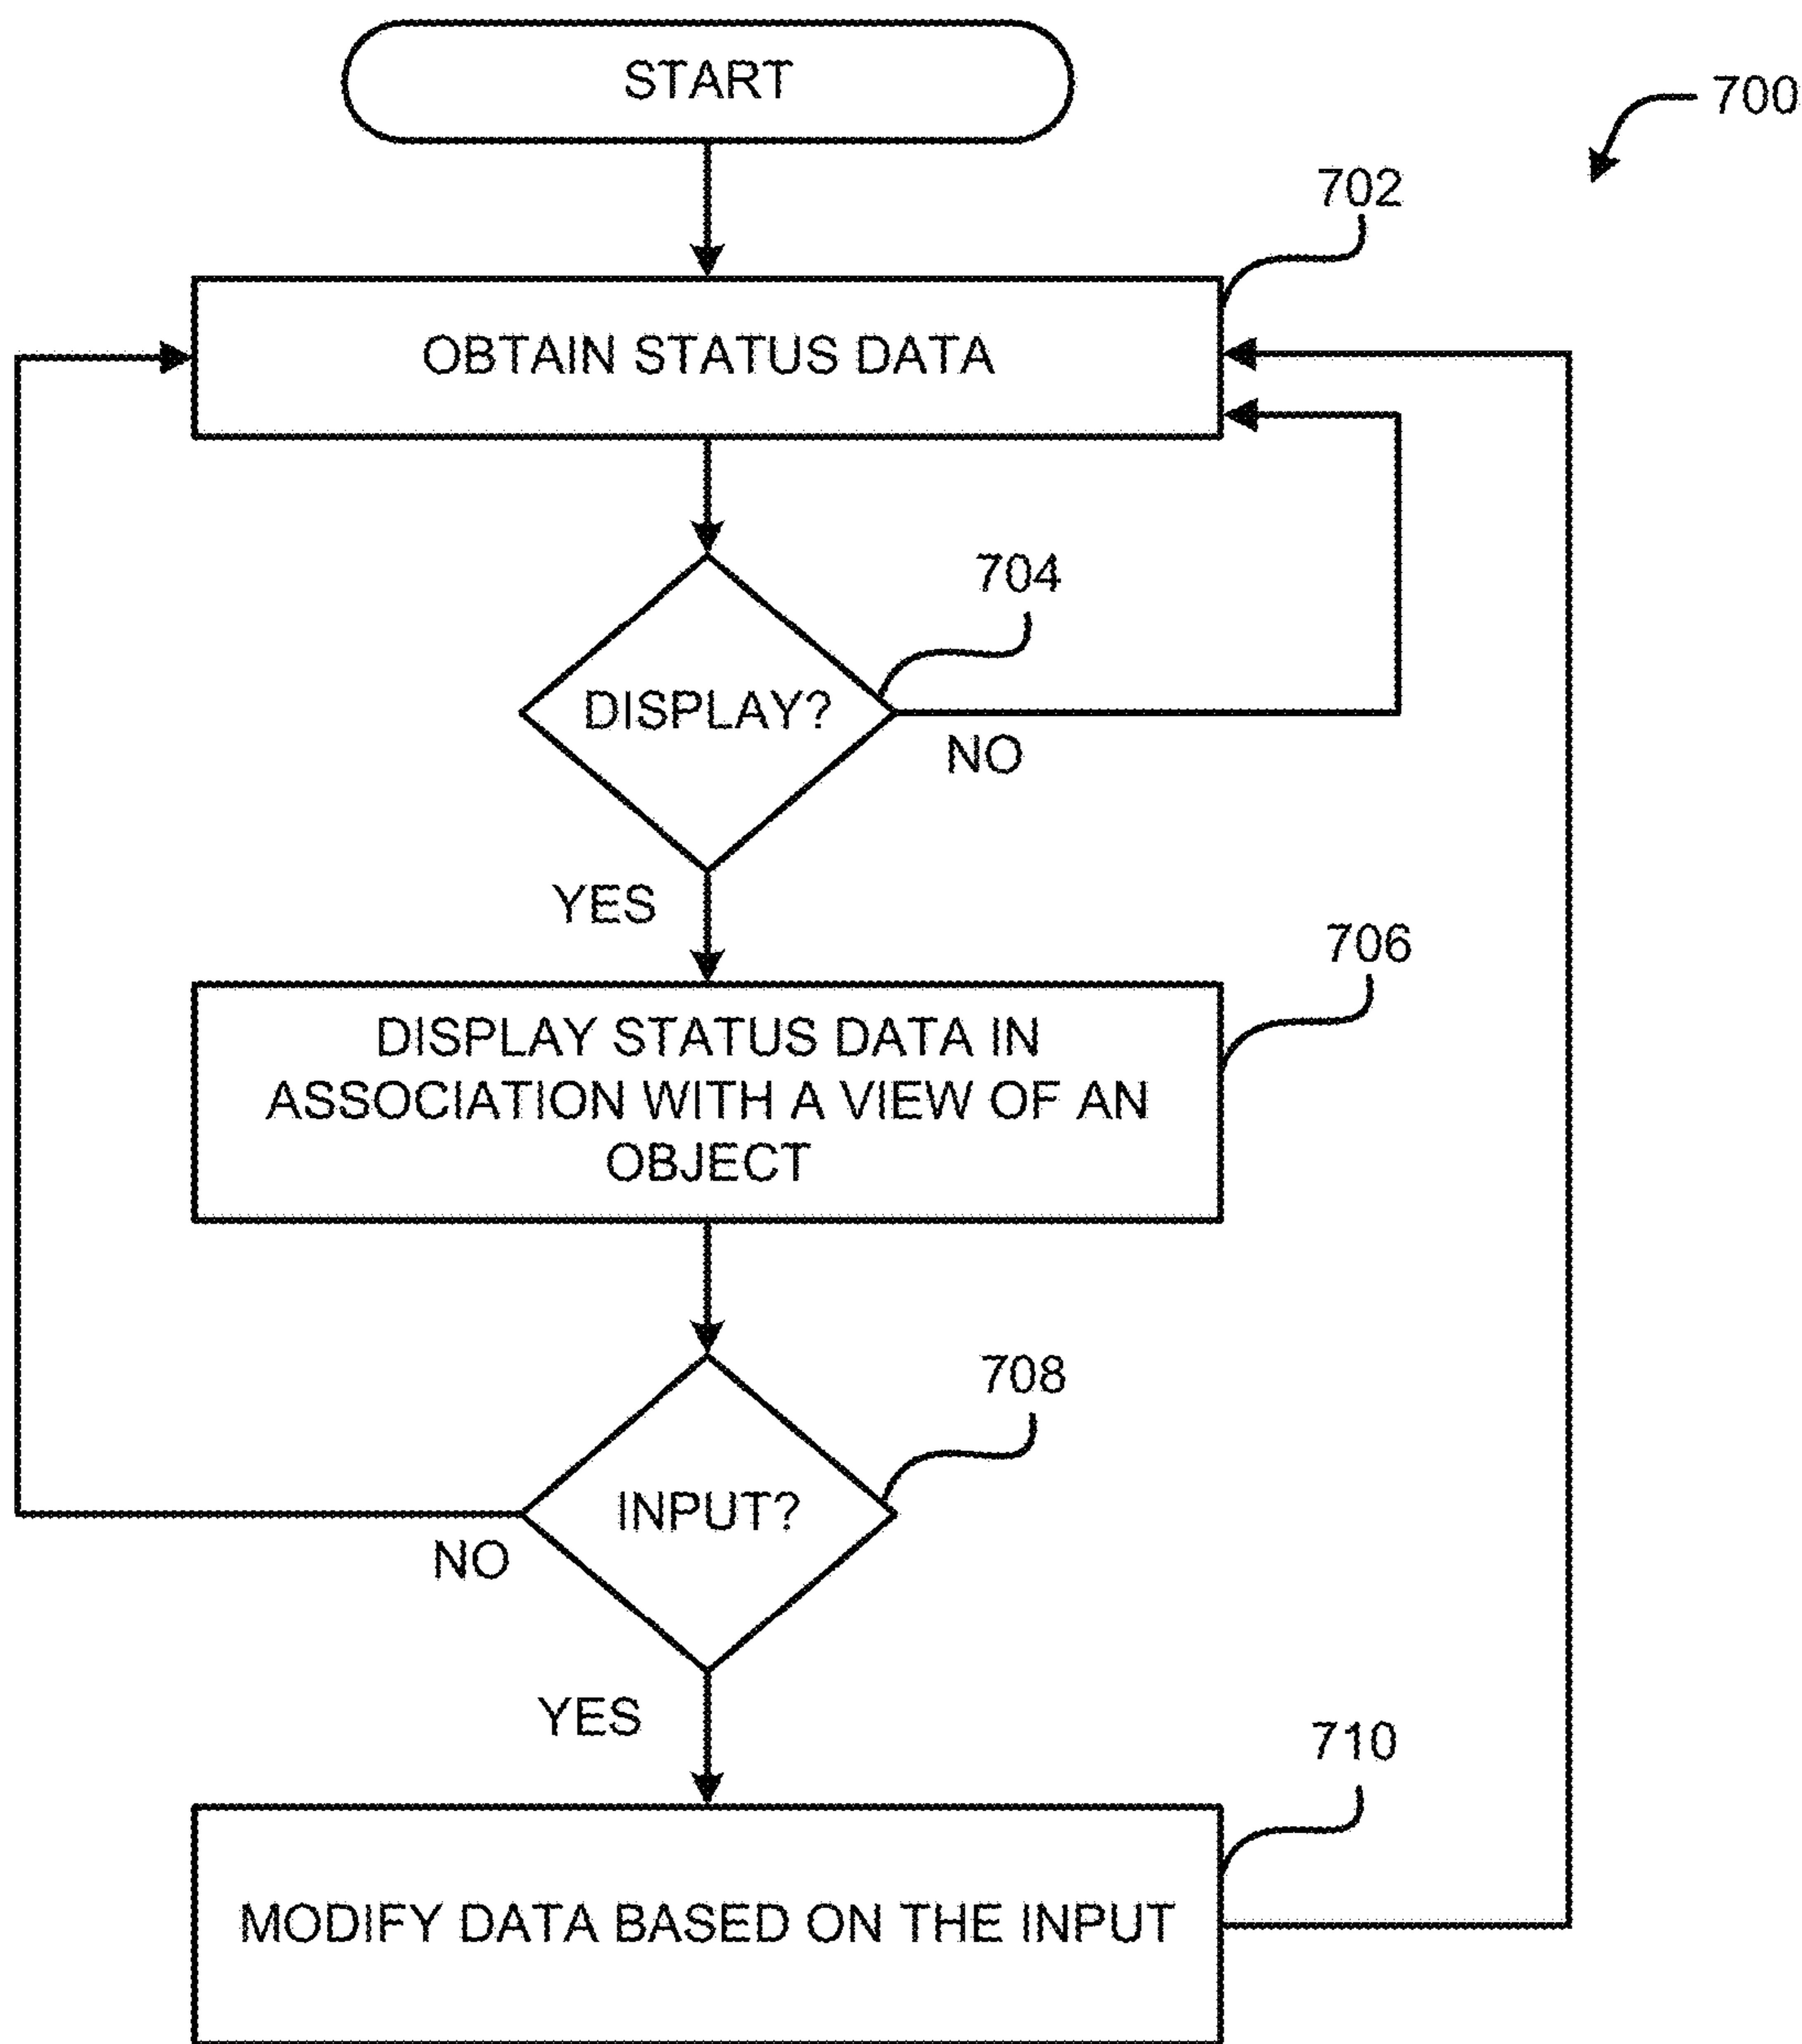 START
700
702
OBTAIN STATUS DATA
704
DISPLAY?
NO
YES
706
DISPLAY STATUS DATA IN
ASSOCIATION WITH A VIEW OF AN
OBJECT
708
INPUT?
NO
YES
710
MODIFY DATA BASED ON THE INPUT